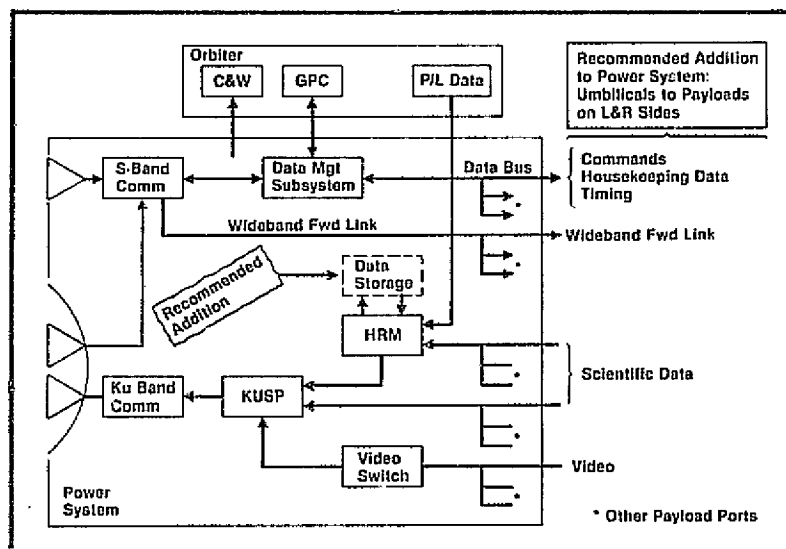 Orbiter
C&W
GPC
P/L Data
Recommended Addition
to Power System:
Umbilicals to Payloads
on L&R Sides
S-Band
Comm
Data Mgt
Subsystem
Data Bus
Commands
Housekeeping Data
Timing
*
Wideband Fwd Link
Wideband Fwd Link
*
Recommended
Addition
Data
Storage
HRM
*
Scientific Data
Ku Band
Comm
KUSP
*
Video
Switch
Video
*
Power
System
* Other Payload Ports